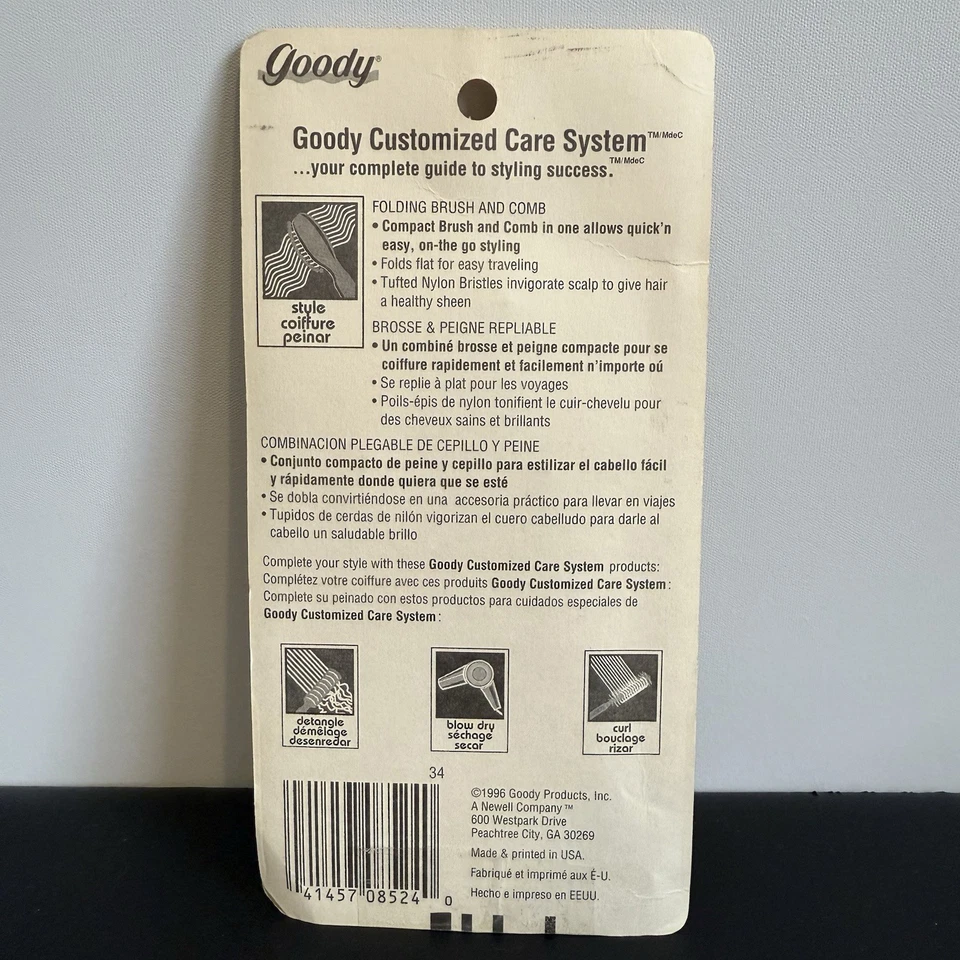 Goody®
Goody Customized Care System™/MdeC
...your complete guide to styling success.™/MdeC
FOLDING BRUSH AND COMB
• Compact Brush and Comb in one allows quick'n
easy, on-the go styling
• Folds flat for easy traveling
• Tufted Nylon Bristles invigorate scalp to give hair
a healthy sheen
style
coiffure
peinar
BROSSE & PEIGNE REPLIABLE
• Un combiné brosse et peigne compacte pour se
coiffure rapidement et facilement n'importe oú
• Se replie à plat pour les voyages
• Poils-épis de nylon tonifient le cuir-chevelu pour
des cheveux sains et brillants
COMBINACION PLEGABLE DE CEPILLO Y PEINE
• Conjunto compacto de peine y cepillo para estilizar el cabello fácil
y rápidamente donde quiera que se esté
• Se dobla convirtiéndose en una accesoria práctico para llevar en viajes
• Tupidos de cerdas de nilón vigorizan el cuero cabelludo para darle al
cabello un saludable brillo
Complete your style with these Goody Customized Care System products:
Complétez votre coiffure avec ces produits Goody Customized Care System:
Complete su peinado con estos productos para cuidados especiales de
Goody Customized Care System:
detangle
démêlage
desenredar
blow dry
séchage
secar
curl
bouclage
rizar
34
©1996 Goody Products, Inc.
A Newell Company™
600 Westpark Drive
Peachtree City, GA 30269
Made & printed in USA.
Fabriqué et imprimé aux É-U.
Hecho e impreso en EEUU.
41457 08524 0